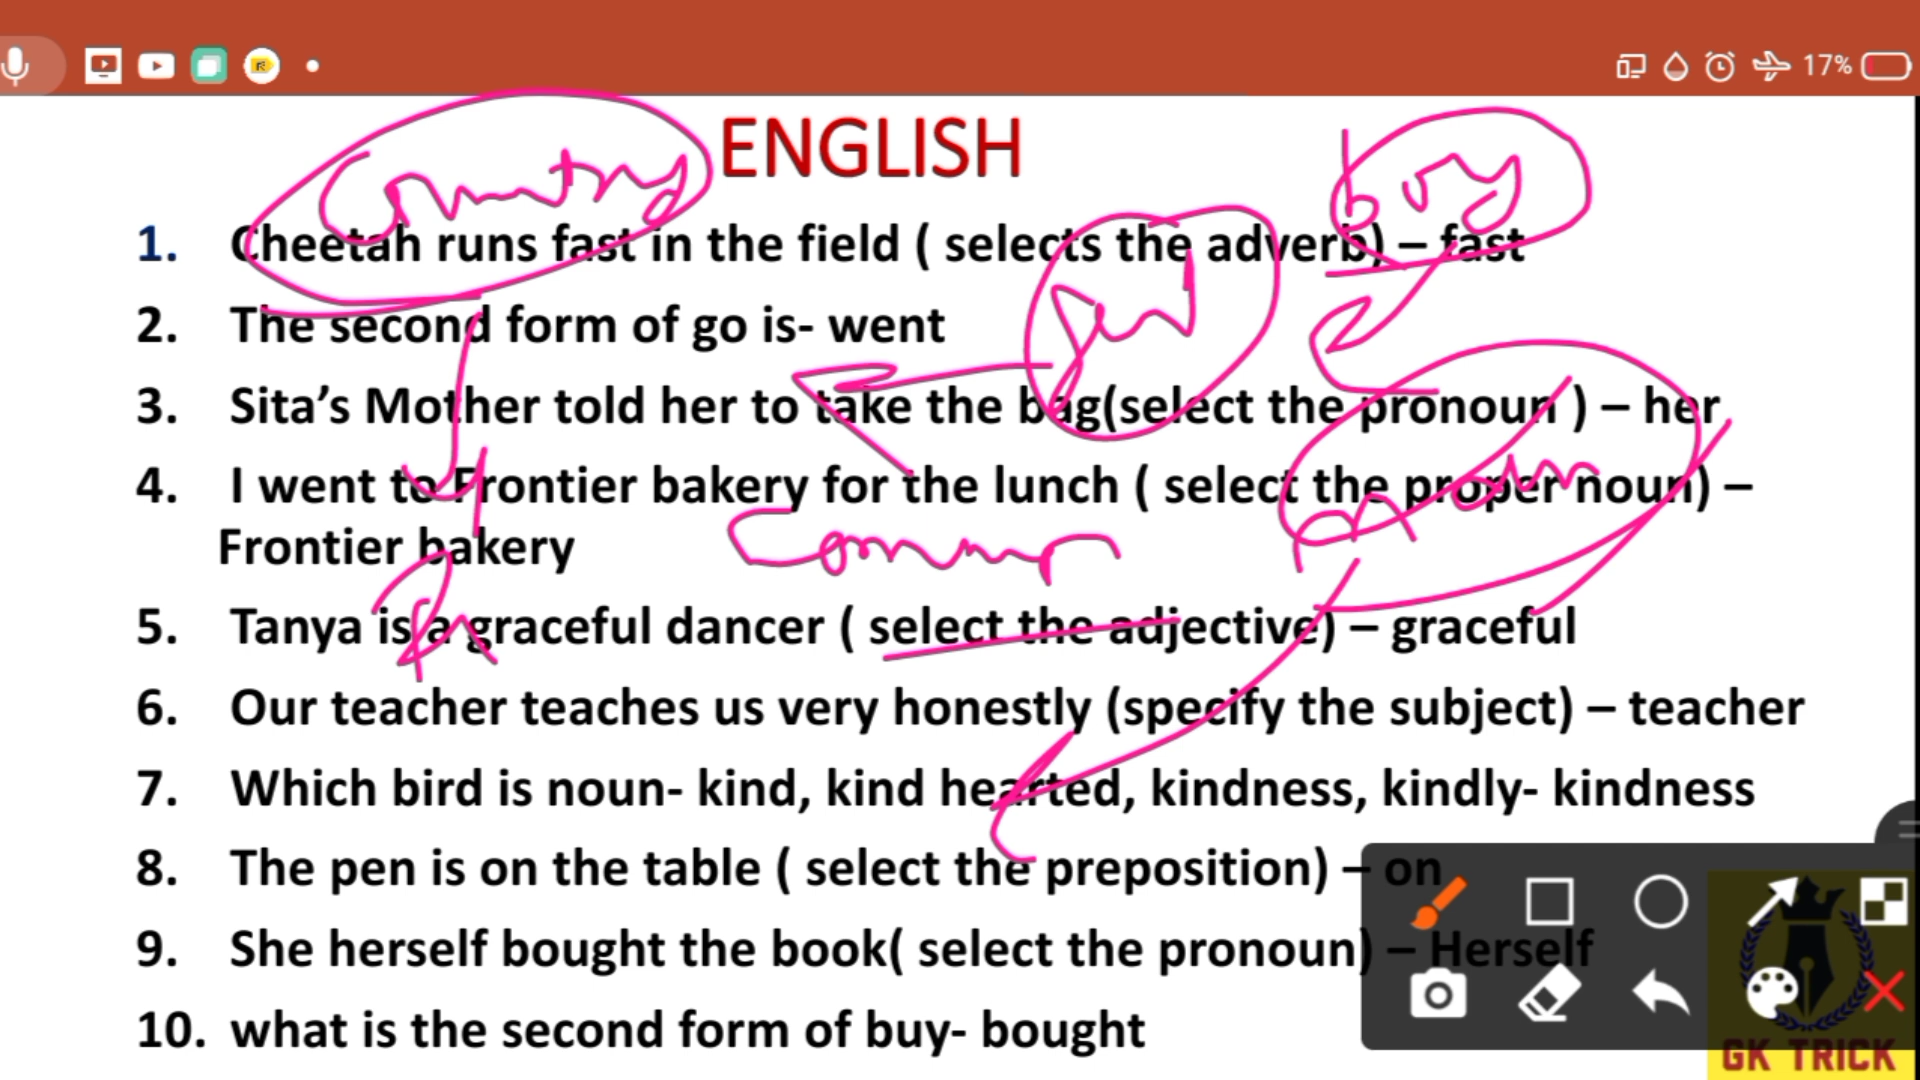 17%
ENGLISH
Country
boy
1. Cheetah runs fast in the field ( selects the adverb) – fast
2. The second form of go is- went
3. Sita's Mother told her to take the bag(select the pronoun ) – her
4. I went to Frontier bakery for the lunch ( select the proper noun) –
Frontier bakery
5. Tanya is a graceful dancer ( select the adjective) – graceful
6. Our teacher teaches us very honestly (specify the subject) – teacher
7. Which bird is noun- kind, kind hearted, kindness, kindly- kindness
8. The pen is on the table ( select the preposition) – on
9. She herself bought the book( select the pronoun) – Herself
10. what is the second form of buy- bought
GK TRICK